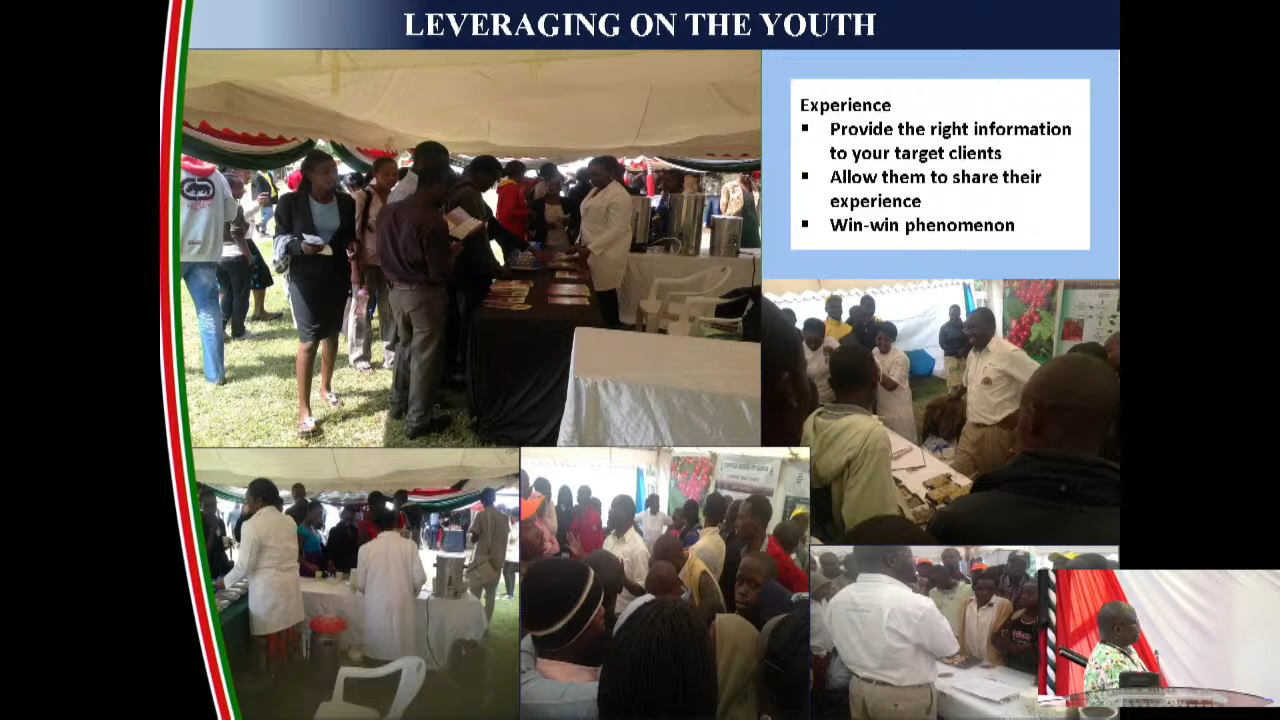 LEVERAGING ON THE YOUTH
Experience
▪ Provide the right information
to your target clients
▪ Allow them to share their
experience
▪ Win-win phenomenon